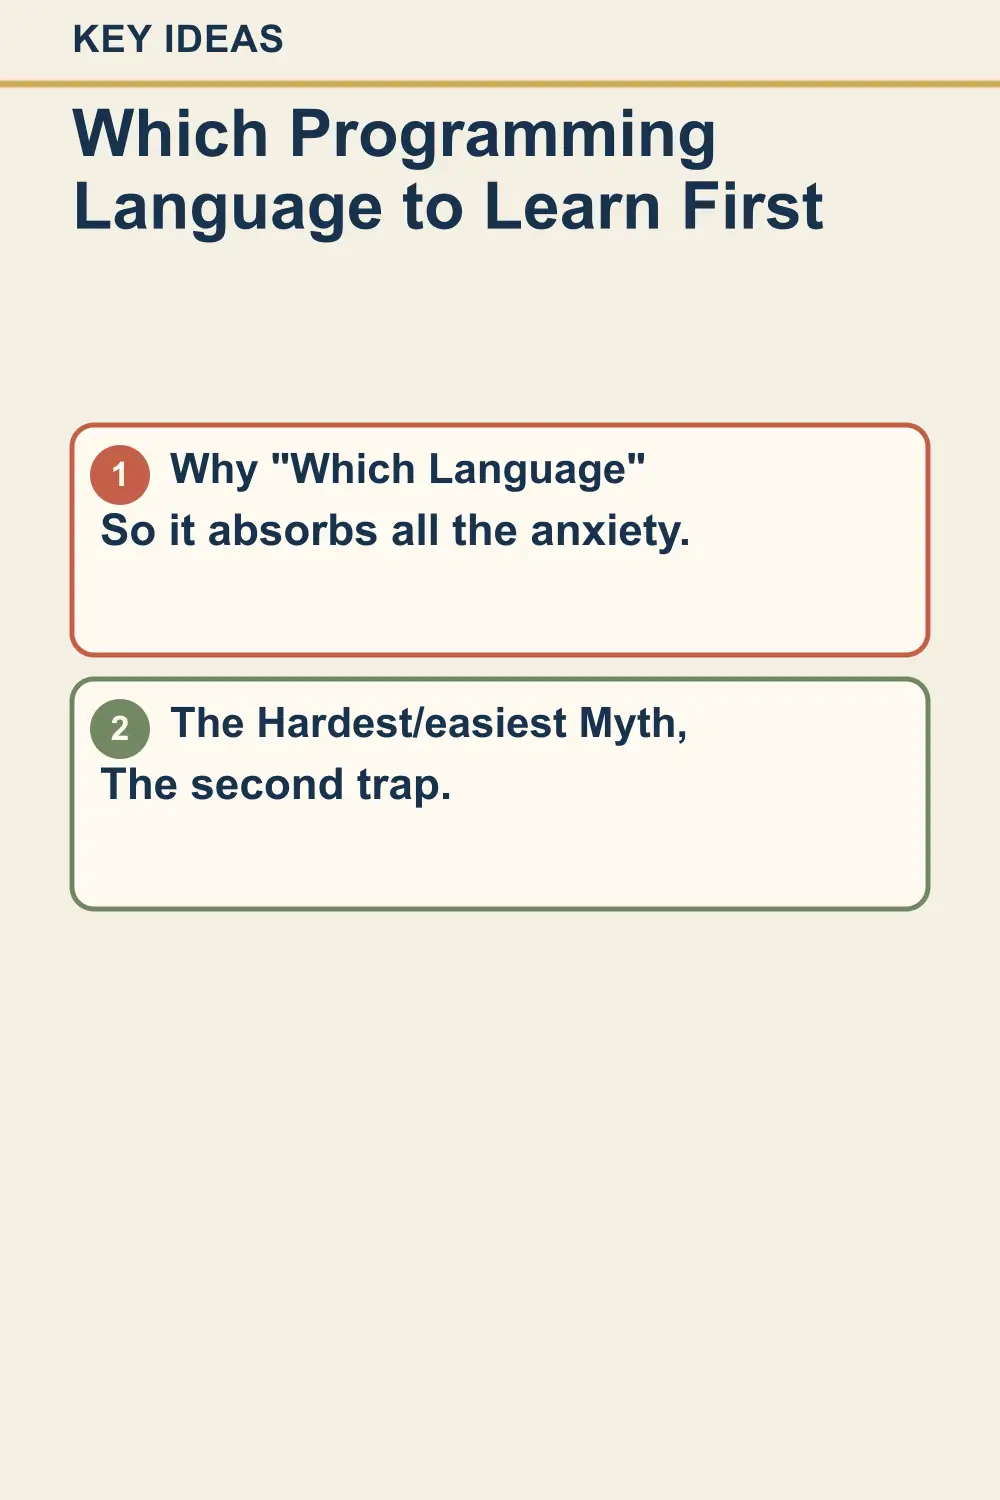 KEY IDEAS
Which Programming
Language to Learn First
1
Why "Which Language"
So it absorbs all the anxiety.
2
The Hardest/easiest Myth,
The second trap.